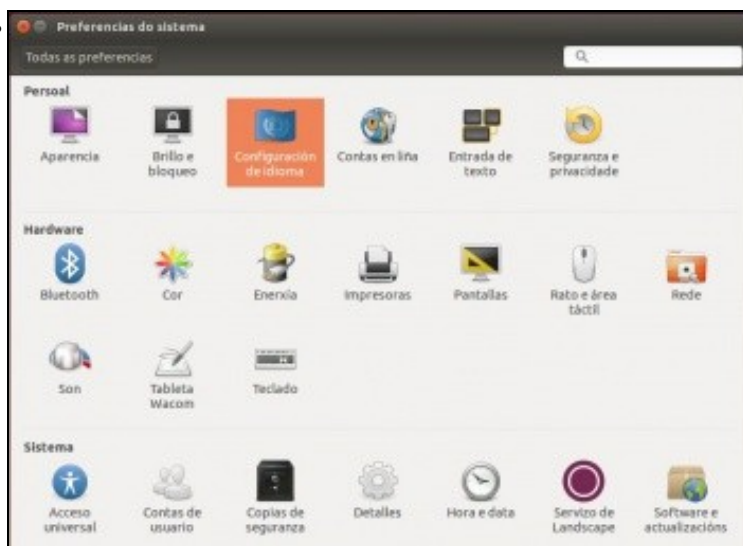 Preferencias do sistema
Todas as preferencias
Persoal
Aparencia
Brillo e
bloqueo
Configuración
de idioma
Contas en liña
Entrada de
texto
Seguranza e
privacidade
Hardware
Bluetooth
Cor
Enerxía
Impresoras
Pantallas
Rato e área
táctil
Rede
Son
Tableta
Wacom
Teclado
Sistema
Acceso
universal
Contas de
usuario
Copias de
seguranza
Detalles
Hora e data
Servizo de
Landscape
Software e
actualizacións